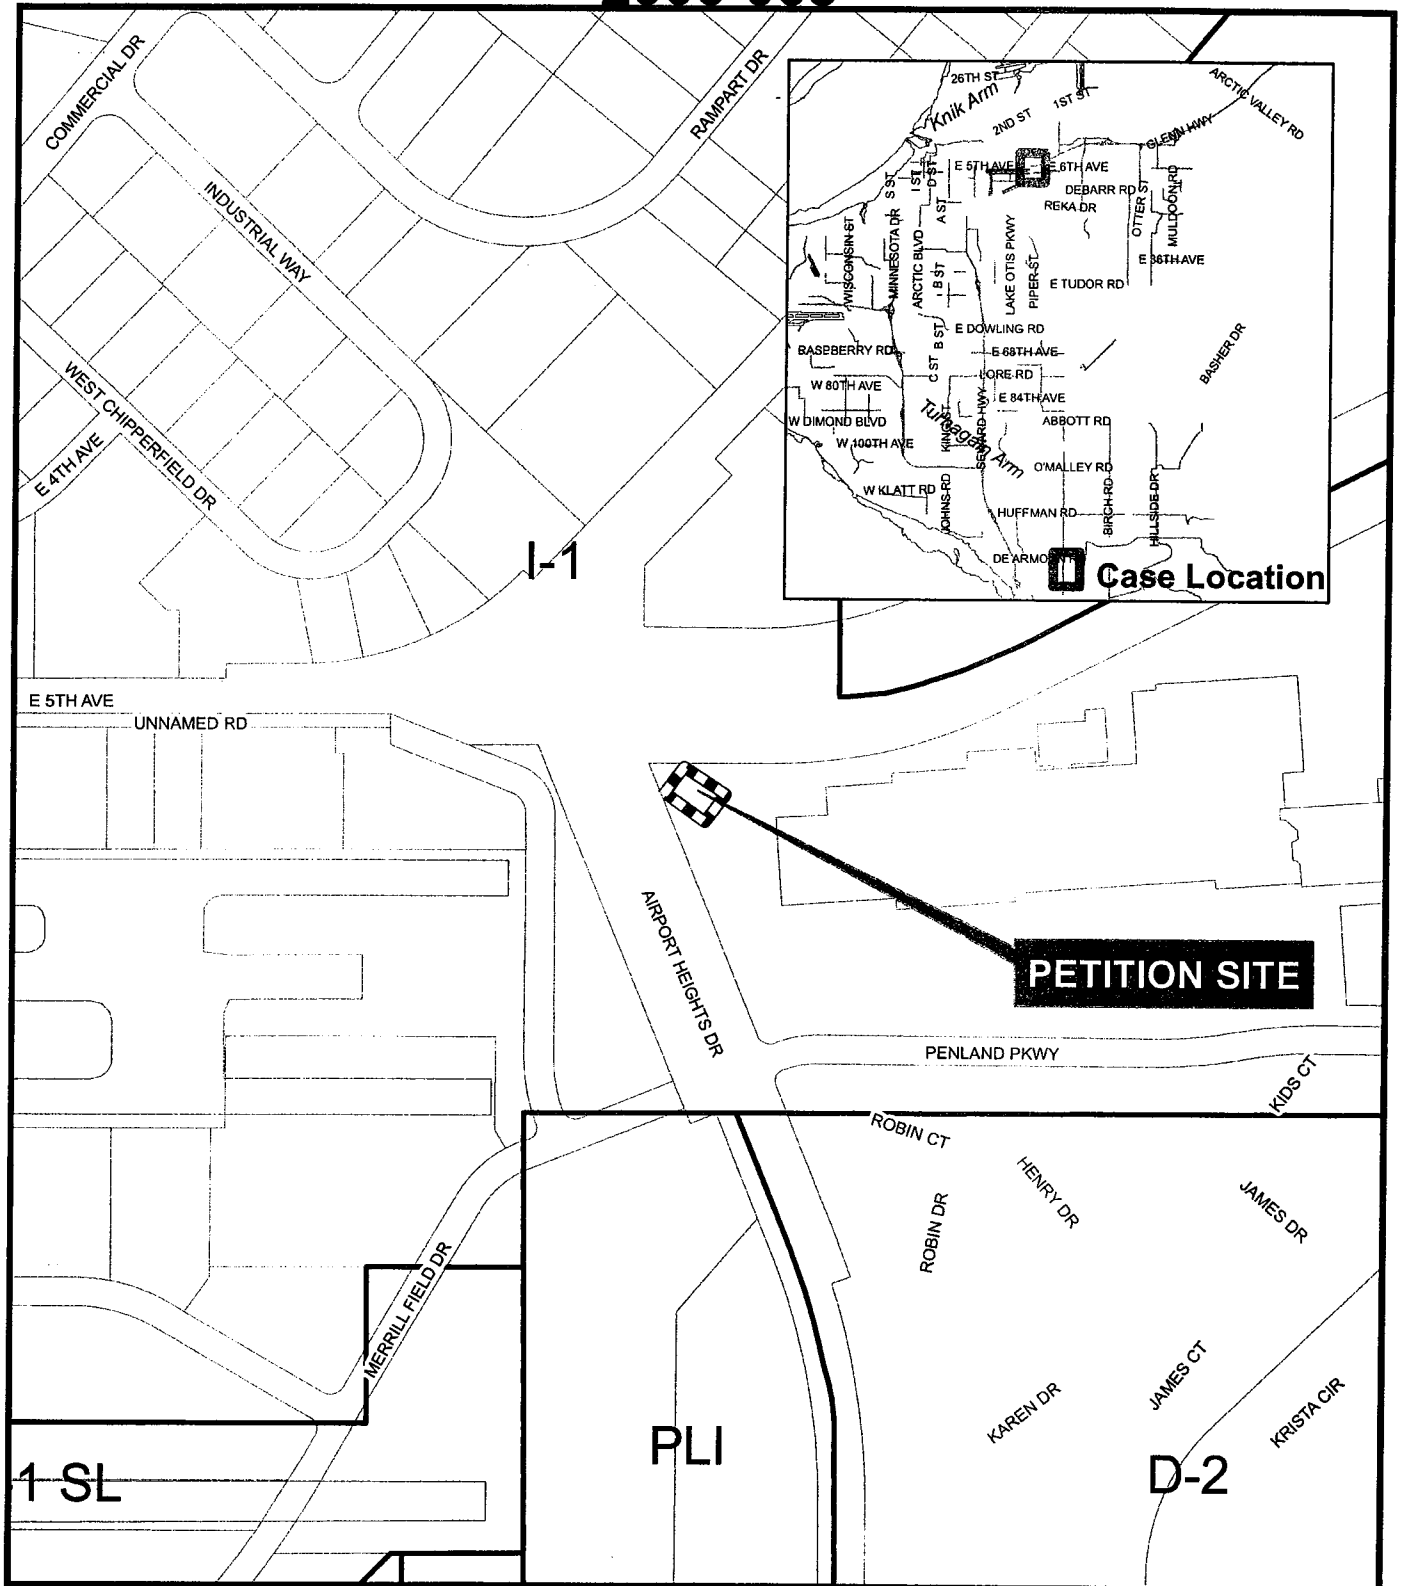 COMMERCIAL DR
RAMPART DR
INDUSTRIAL WAY
WEST CHIPPERFIELD DR
E 4TH AVE
I-1
E 5TH AVE
UNNAMED RD
26TH ST
Knik Arm
1ST ST
2ND ST
ARCTIC VALLEY RD
GLENN HWY
E 5TH AVE
E 6TH AVE
S ST
I ST
D ST
A ST
DEBARR RD
REKA DR
OTTER ST
MULDOON RD
WISCONSIN ST
MINNESOTA DR
ARCTIC BLVD
B ST
LAKE OTIS PKWY
PIPER ST
E 36TH AVE
E TUDOR RD
C ST
B ST
E DOWLING RD
RASPBERRY RD
E 68TH AVE
BASHER DR
LORE RD
W 80TH AVE
E 84TH AVE
W DIMOND BLVD
Turnagain Arm
KING ST
SEWARD HWY
ABBOTT RD
W 100TH AVE
O'MALLEY RD
W KLATT RD
JOHNS RD
HUFFMAN RD
BIRCH RD
HILLSIDE DR
Case Location
AIRPORT HEIGHTS DR
PETITION SITE
PENLAND PKWY
KIDS CT
ROBIN CT
HENRY DR
ROBIN DR
JAMES DR
MERRILL FIELD DR
JAMES CT
KAREN DR
KRISTA CIR
PLI
D-2
1 SL